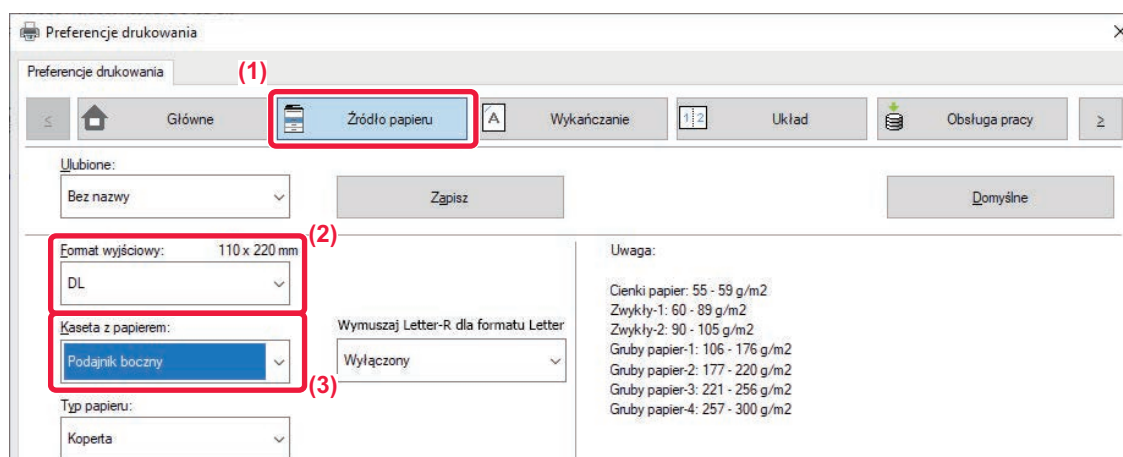 Preferencje drukowania
Preferencje drukowania
(1)
Główne
Źródło papieru
A
Wykańczanie
1 2
Układ
Obsługa pracy
Ulubione:
Bez nazwy
Zapisz
Domyślne
(2)
Format wyjściowy: 110 x 220 mm
DL
Kaseta z papierem:
Podajnik boczny
(3)
Typ papieru:
Koperta
Wymuszaj Letter-R dla formatu Letter
Wyłączony
Uwaga:
Cienki papier: 55 - 59 g/m2
Zwykły-1: 60 - 89 g/m2
Zwykły-2: 90 - 105 g/m2
Gruby papier-1: 106 - 176 g/m2
Gruby papier-2: 177 - 220 g/m2
Gruby papier-3: 221 - 256 g/m2
Gruby papier-4: 257 - 300 g/m2